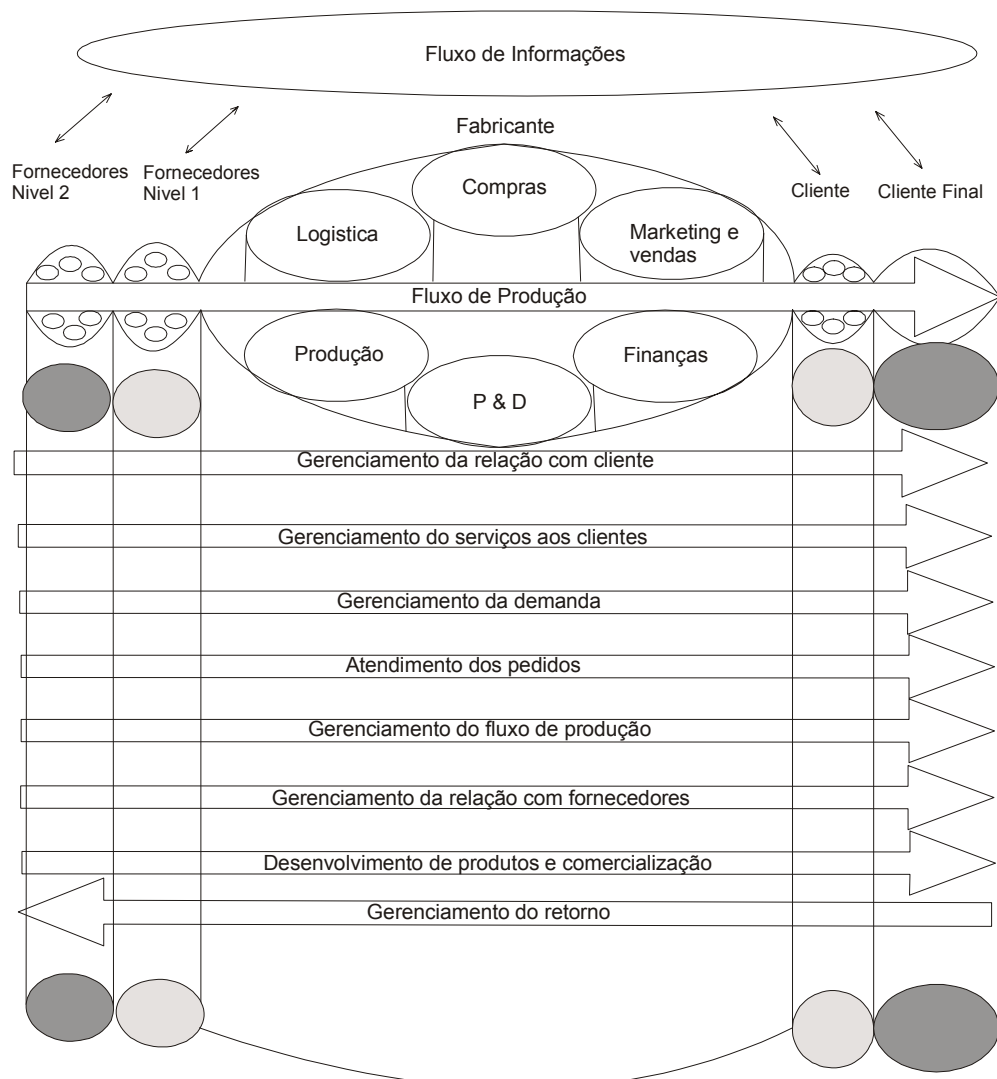 Fluxo de Informações
Fabricante
Fornecedores
Nivel 2
Fornecedores
Nivel 1
Compras
Cliente
Cliente Final
Logistica
Marketing e
vendas
Fluxo de Produção
Produção
Finanças
P & D
Gerenciamento da relação com cliente
Gerenciamento do serviços aos clientes
Gerenciamento da demanda
Atendimento dos pedidos
Gerenciamento do fluxo de produção
Gerenciamento da relação com fornecedores
Desenvolvimento de produtos e comercialização
Gerenciamento do retorno